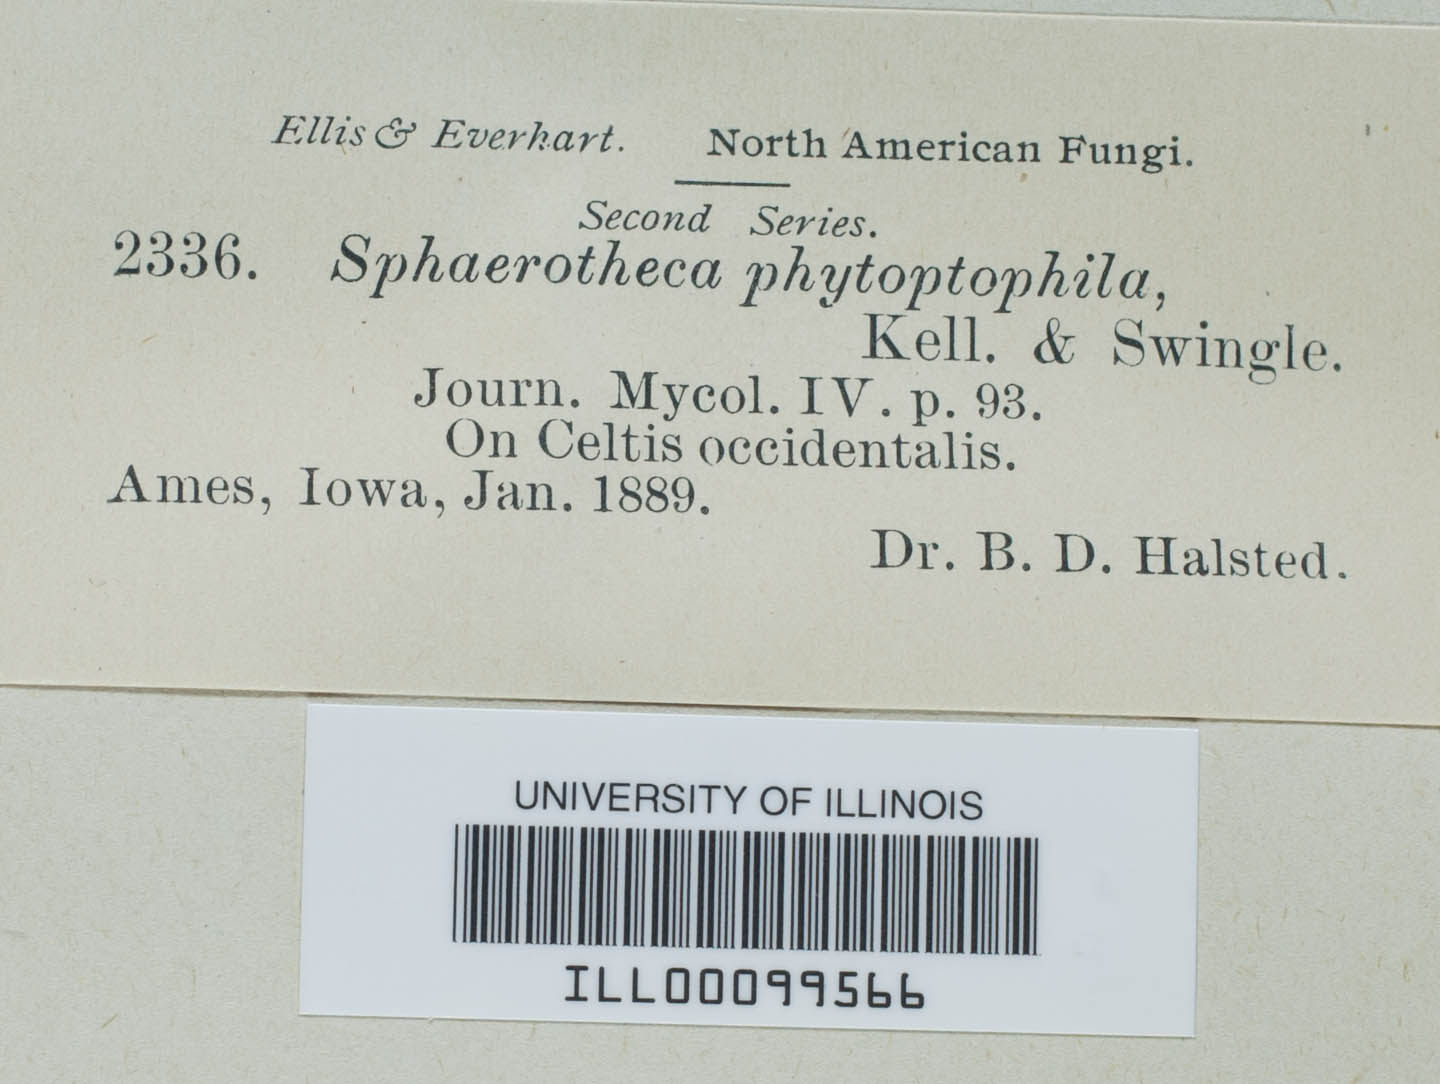 Ellis & Everhart. North American Fungi.
Second Series.
2336. Sphaerotheca phytoptophila,
Kell. & Swingle.
Journ. Mycol. IV. p. 93.
On Celtis occidentalis.
Ames, Iowa, Jan. 1889.
Dr. B. D. Halsted.
UNIVERSITY OF ILLINOIS
ILL00099566